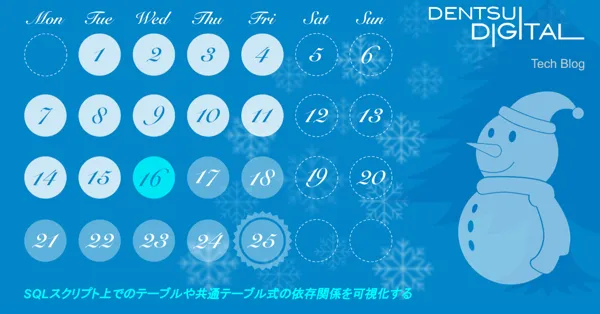 Mon Tue Wed Thu Fri Sat Sun
1 2 3 4 5 6
7 8 9 10 11 12 13
14 15 16 17 18 19 20
21 22 23 24 25
DENTSU
DIGITAL
Tech Blog
SQLスクリプト上でのテーブルや共通テーブル式の依存関係を可視化する